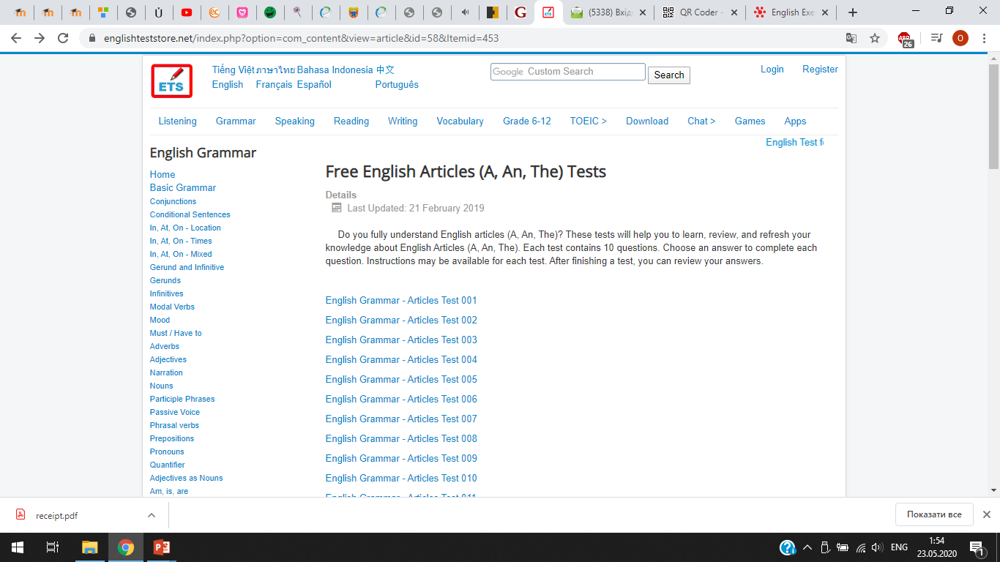 (5338) Вхідн
QR Coder -
English Exe
englishteststore.net/index.php?option=com_content&view=article&id=58&Itemid=453
ABP
26
O
ETS
Tiếng Việt ภาษาไทย Bahasa Indonesia 中文
English Français Español Português
Google Custom Search
Search
Login
Register
Listening Grammar Speaking Reading Writing Vocabulary Grade 6-12 TOEIC > Download Chat > Games Apps
English Test f
English Grammar
Home
Basic Grammar
Conjunctions
Conditional Sentences
In, At, On - Location
In, At, On - Times
In, At, On - Mixed
Gerund and Infinitive
Gerunds
Infinitives
Modal Verbs
Mood
Must / Have to
Adverbs
Adjectives
Narration
Nouns
Participle Phrases
Passive Voice
Phrasal verbs
Prepositions
Pronouns
Quantifier
Adjectives as Nouns
Am, is, are
Free English Articles (A, An, The) Tests
Details
Last Updated: 21 February 2019
Do you fully understand English articles (A, An, The)? These tests will help you to learn, review, and refresh your
knowledge about English Articles (A, An, The). Each test contains 10 questions. Choose an answer to complete each
question. Instructions may be available for each test. After finishing a test, you can review your answers.
English Grammar - Articles Test 001
English Grammar - Articles Test 002
English Grammar - Articles Test 003
English Grammar - Articles Test 004
English Grammar - Articles Test 005
English Grammar - Articles Test 006
English Grammar - Articles Test 007
English Grammar - Articles Test 008
English Grammar - Articles Test 009
English Grammar - Articles Test 010
English Grammar - Articles Test 011
receipt.pdf
Показати все
ENG
1:54
23.05.2020
1